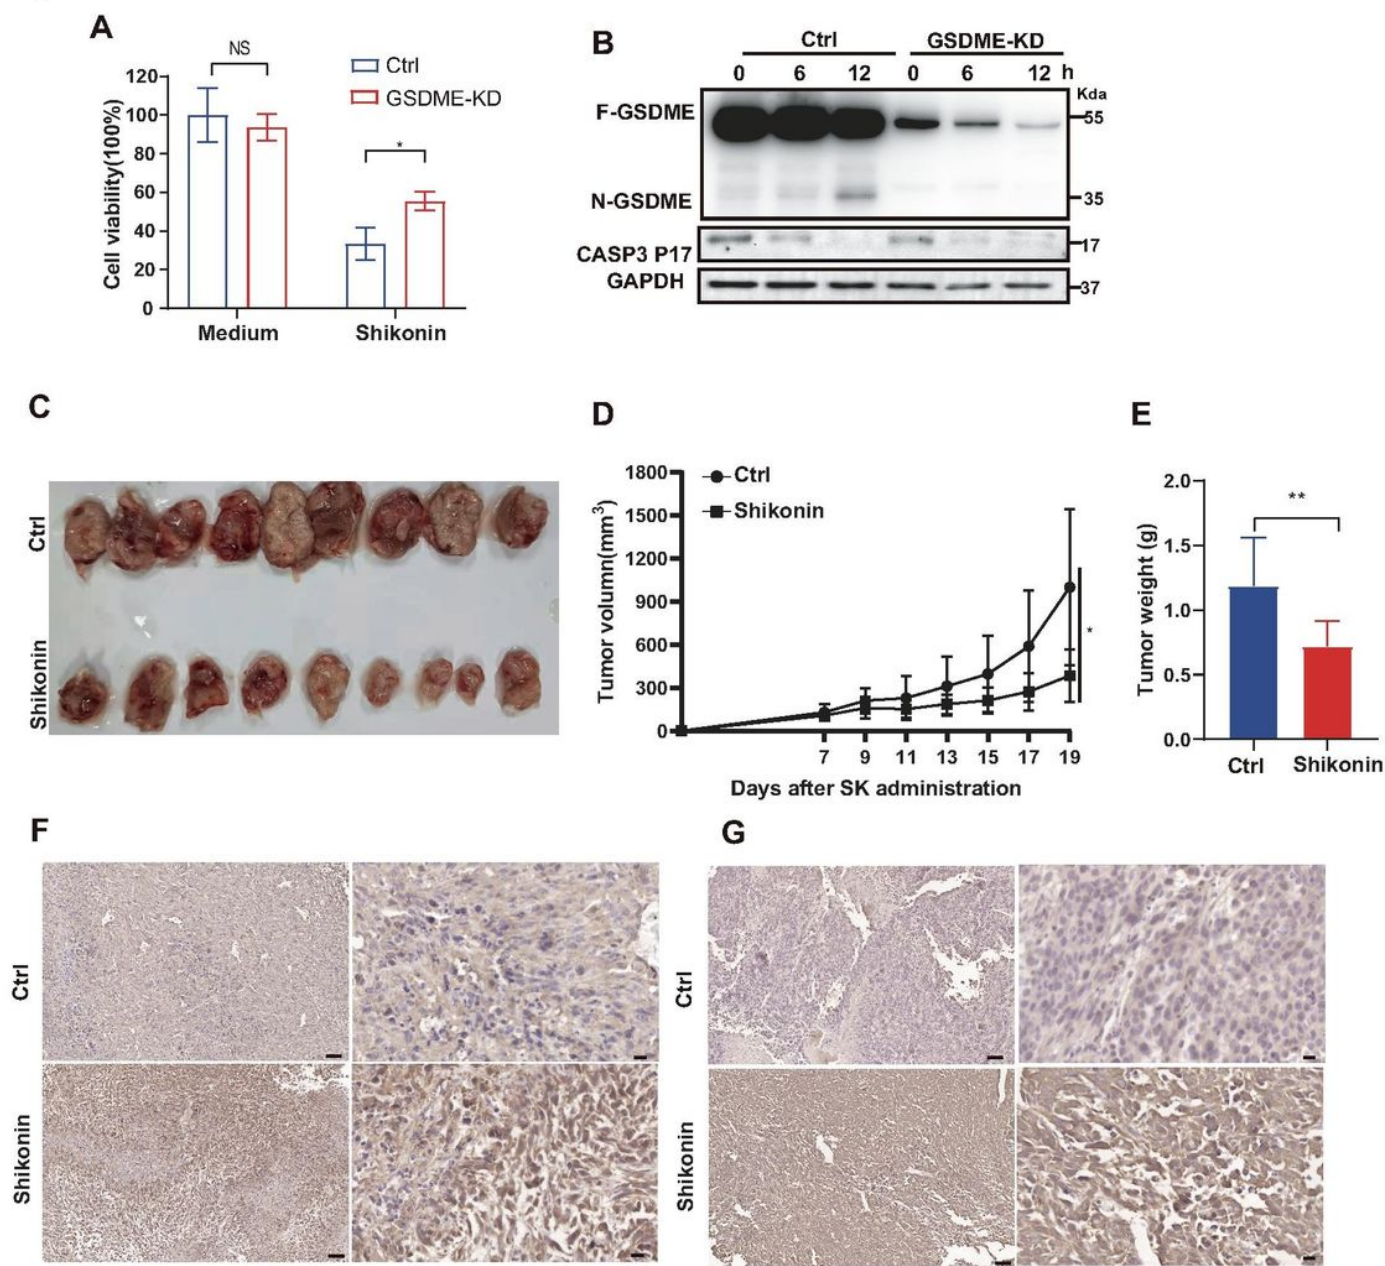 A
NS
Ctrl
GSDME-KD
*
Cell viability(100%)
120
100
80
60
40
20
0
Medium
Shikonin
B
Ctrl
GSDME-KD
0 6 12 0 6 12 h
Kda
F-GSDME
55
N-GSDME
35
CASP3 P17
17
GAPDH
37
C
Ctrl
Shikonin
D
Ctrl
Shikonin
Tumor volumn(mm³)
1800
1500
1200
900
600
300
0
*
7 9 11 13 15 17 19
Days after SK administration
E
Tumor weight (g)
2.0
1.5
1.0
0.5
0.0
**
Ctrl
Shikonin
F
Ctrl
Shikonin
G
Ctrl
Shikonin